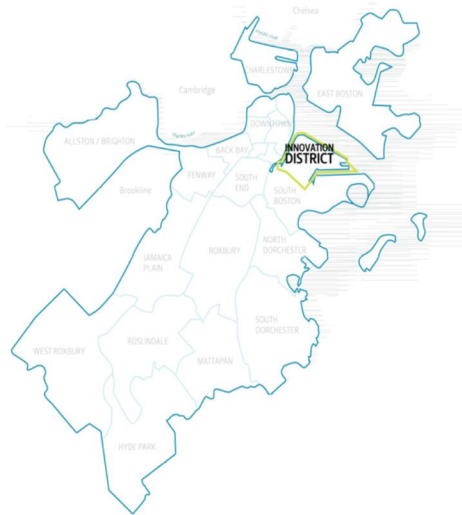 Chelsea
CHARLESTOWN
EAST BOSTON
Cambridge
DOWNTOWN
ALLSTON / BRIGHTON
BACK BAY
INNOVATION
DISTRICT
FENWAY
SOUTH
END
Brookline
SOUTH
BOSTON
ROXBURY
NORTH
DORCHESTER
JAMAICA
PLAIN
SOUTH
DORCHESTER
ROSLINDALE
WEST ROXBURY
MATTAPAN
HYDE PARK